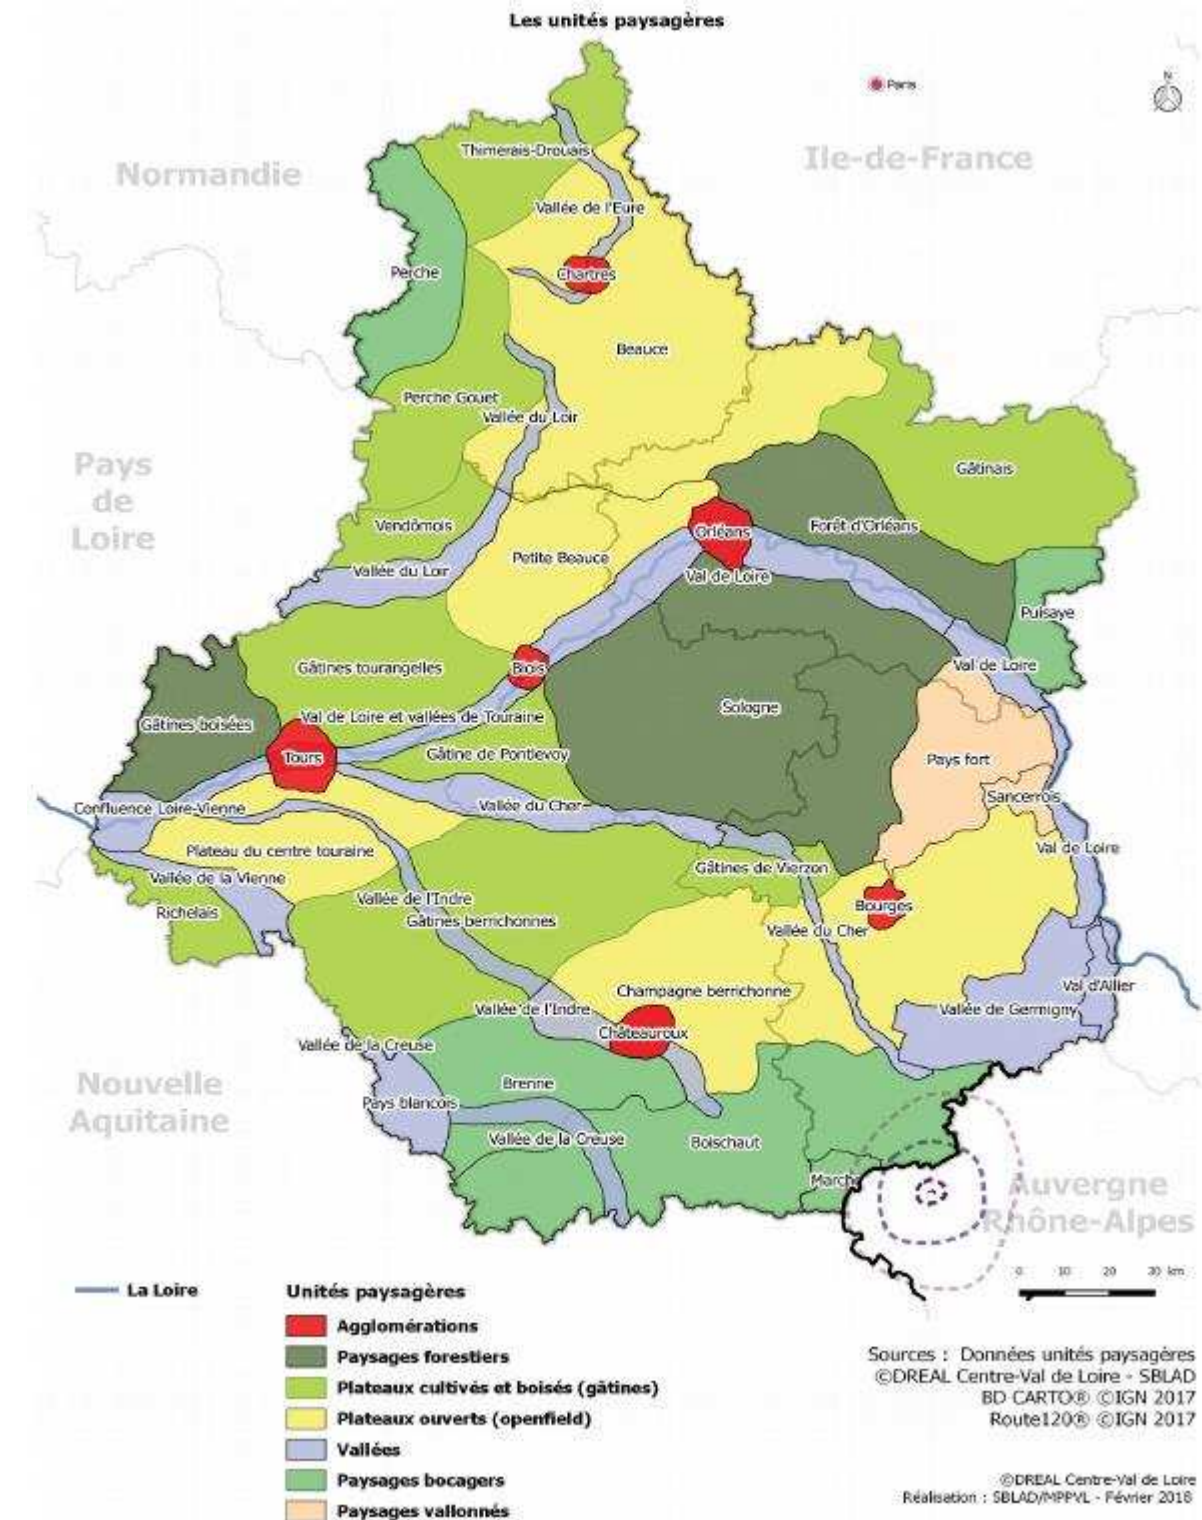 Les unités paysagères
Paris
N
Normandie
Ile-de-France
Thimerais-Drouais
Vallée de l'Eure
Perche
Chartres
Beauce
Perche Gouet
Vallée du Loir
Pays
de
Loire
Gâtinais
Vendômois
Orléans
Forêt d'Orléans
Petite Beauce
Vallée du Loir
Val de Loire
Puisaye
Gâtines tourangelles
Blois
Val de Loire
Sologne
Gâtines boisées
Val de Loire et vallées de Touraine
Tours
Gâtine de Pontlevoy
Pays fort
Sancerrois
Confluence Loire-Vienne
Vallée du Cher
Val de Loire
Plateau du centre touraine
Gâtines de Vierzon
Vallée de la Vienne
Vallée de l'Indre
Richelais
Bourges
Gâtines berrichonnes
Vallée du Cher
Val d'Allier
Champagne berrichonne
Vallée de l'Indre
Vallée de Germigny
Châteauroux
Vallée de la Creuse
Nouvelle
Aquitaine
Brenne
Pays blancois
Vallée de la Creuse
Boischaut
Marche
Auvergne
Rhône-Alpes
0 10 20 30 km
La Loire
Unités paysagères
Agglomérations
Paysages forestiers
Plateaux cultivés et boisés (gâtines)
Plateaux ouverts (openfield)
Vallées
Paysages bocagers
Paysages vallonnés
Sources : Données unités paysagères
©DREAL Centre-Val de Loire - SBLAD
BD CARTO® ©IGN 2017
Route120® ©IGN 2017
©DREAL Centre-Val de Loire
Réalisation : SBLAD/MPPVL - Février 2018